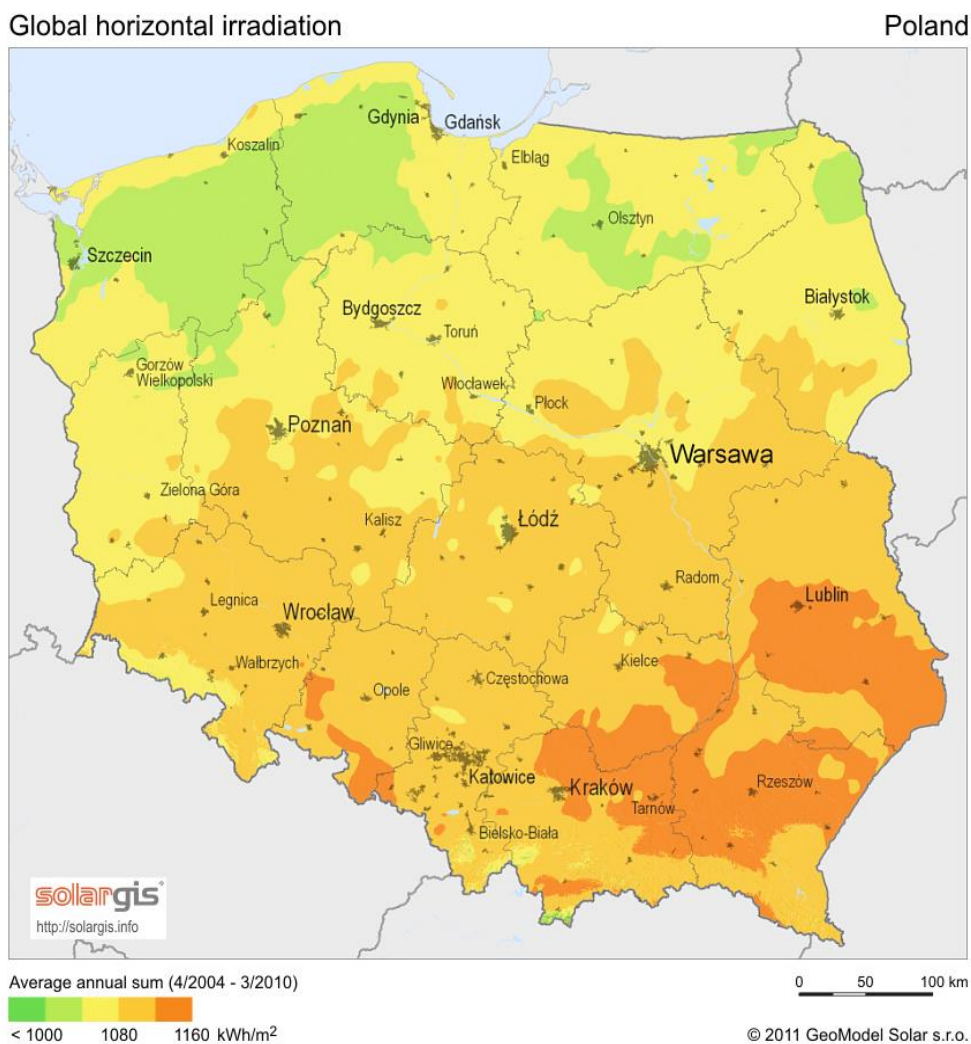 Global horizontal irradiation
Poland
Gdynia
Gdańsk
Koszalin
Elbląg
Olsztyn
Szczecin
Białystok
Bydgoszcz
Toruń
Gorzów
Wielkopolski
Włocławek
Płock
Poznań
Warsawa
Zielona Góra
Kalisz
Łódź
Radom
Lublin
Legnica
Wrocław
Wałbrzych
Kielce
Opole
Częstochowa
Gliwice
Katowice
Kraków
Rzeszów
Tarnów
Bielsko-Biała
solargis
http://solargis.info
Average annual sum (4/2004 - 3/2010)
0 50 100 km
< 1000 1080 1160 kWh/m²
© 2011 GeoModel Solar s.r.o.